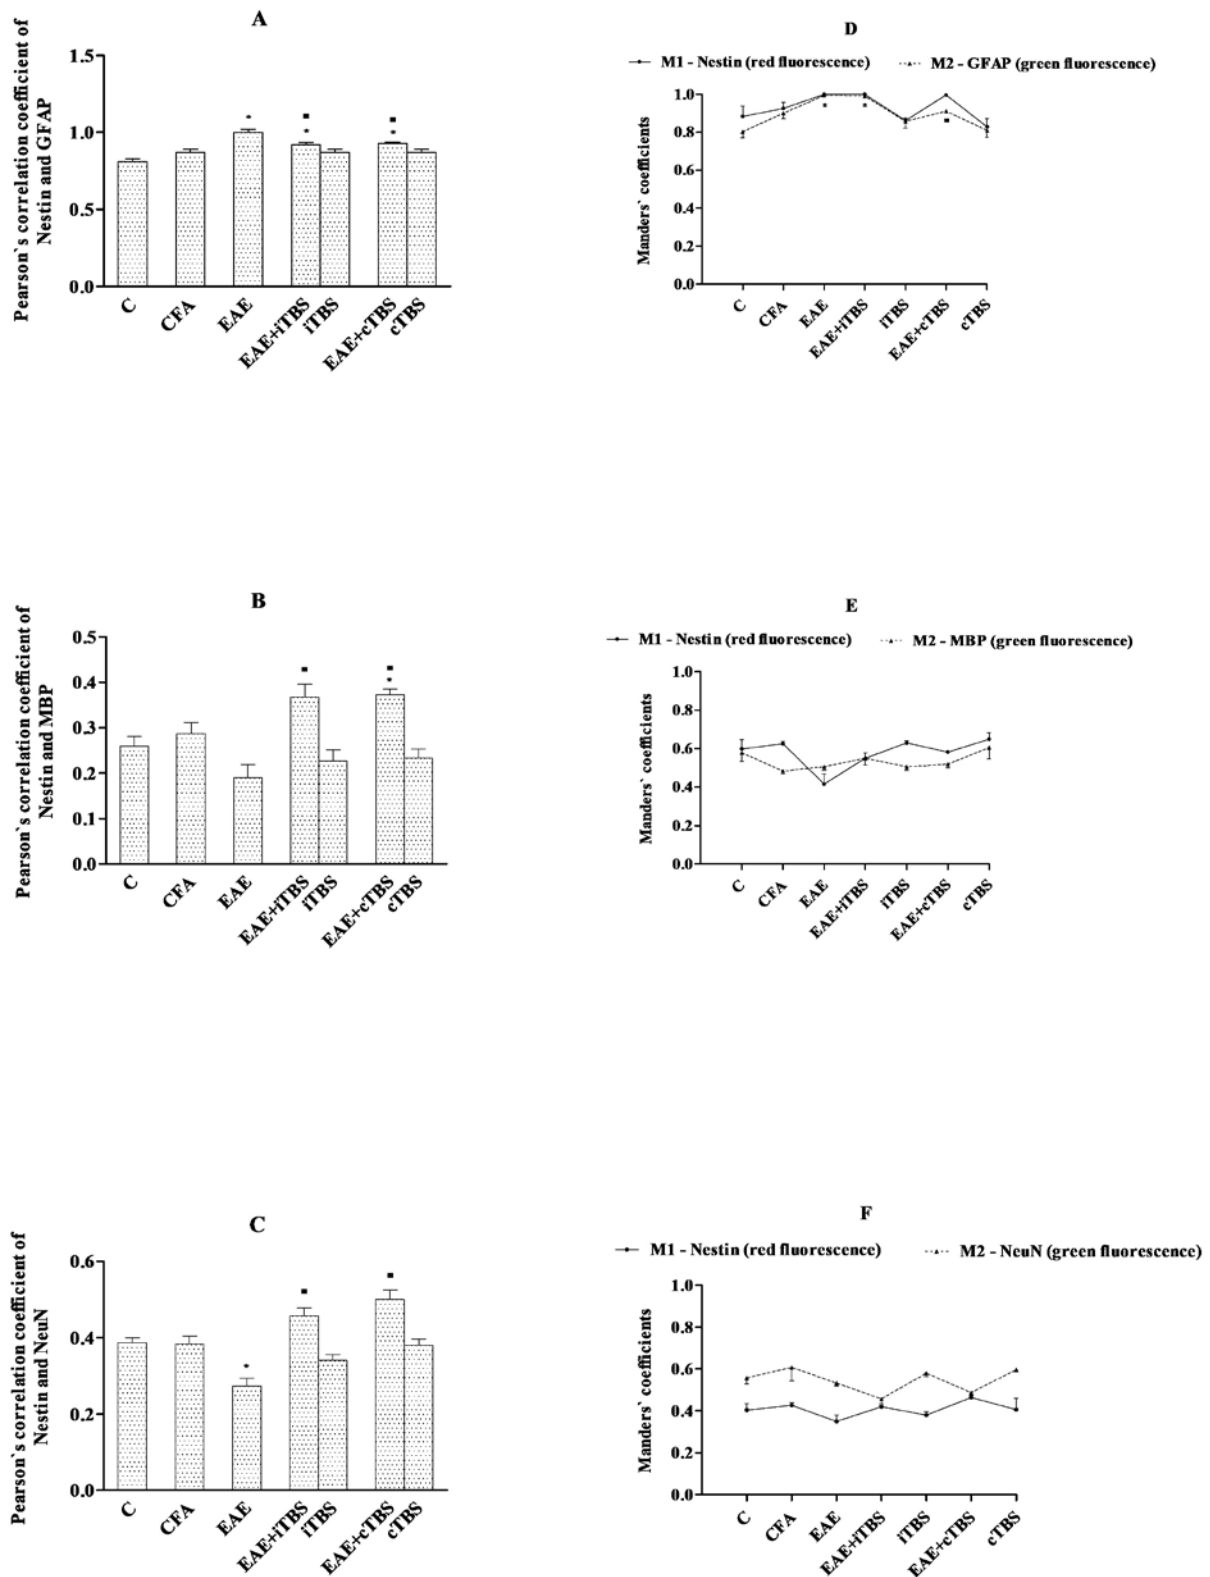 A
Pearson`s correlation coefficient of
Nestin and GFAP
1.5
1.0
0.5
0.0
*
■
*
■
*
C
CFA
EAE
EAE+iTBS
iTBS
EAE+cTBS
cTBS
D
M1 - Nestin (red fluorescence)
M2 - GFAP (green fluorescence)
Manders` coefficients
1.0
0.8
0.6
0.4
0.2
0.0
*
*
■
C
CFA
EAE
EAE+iTBS
iTBS
EAE+cTBS
cTBS
B
Pearson`s correlation coefficient of
Nestin and MBP
0.5
0.4
0.3
0.2
0.1
0.0
■
■
*
C
CFA
EAE
EAE+iTBS
iTBS
EAE+cTBS
cTBS
E
M1 - Nestin (red fluorescence)
M2 - MBP (green fluorescence)
Manders` coefficients
1.0
0.8
0.6
0.4
0.2
0.0
C
CFA
EAE
EAE+iTBS
iTBS
EAE+cTBS
cTBS
C
Pearson`s correlation coefficient of
Nestin and NeuN
0.6
0.4
0.2
0.0
*
■
■
C
CFA
EAE
EAE+iTBS
iTBS
EAE+cTBS
cTBS
F
M1 - Nestin (red fluorescence)
M2 - NeuN (green fluorescence)
Manders` coefficients
1.0
0.8
0.6
0.4
0.2
0.0
C
CFA
EAE
EAE+iTBS
iTBS
EAE+cTBS
cTBS